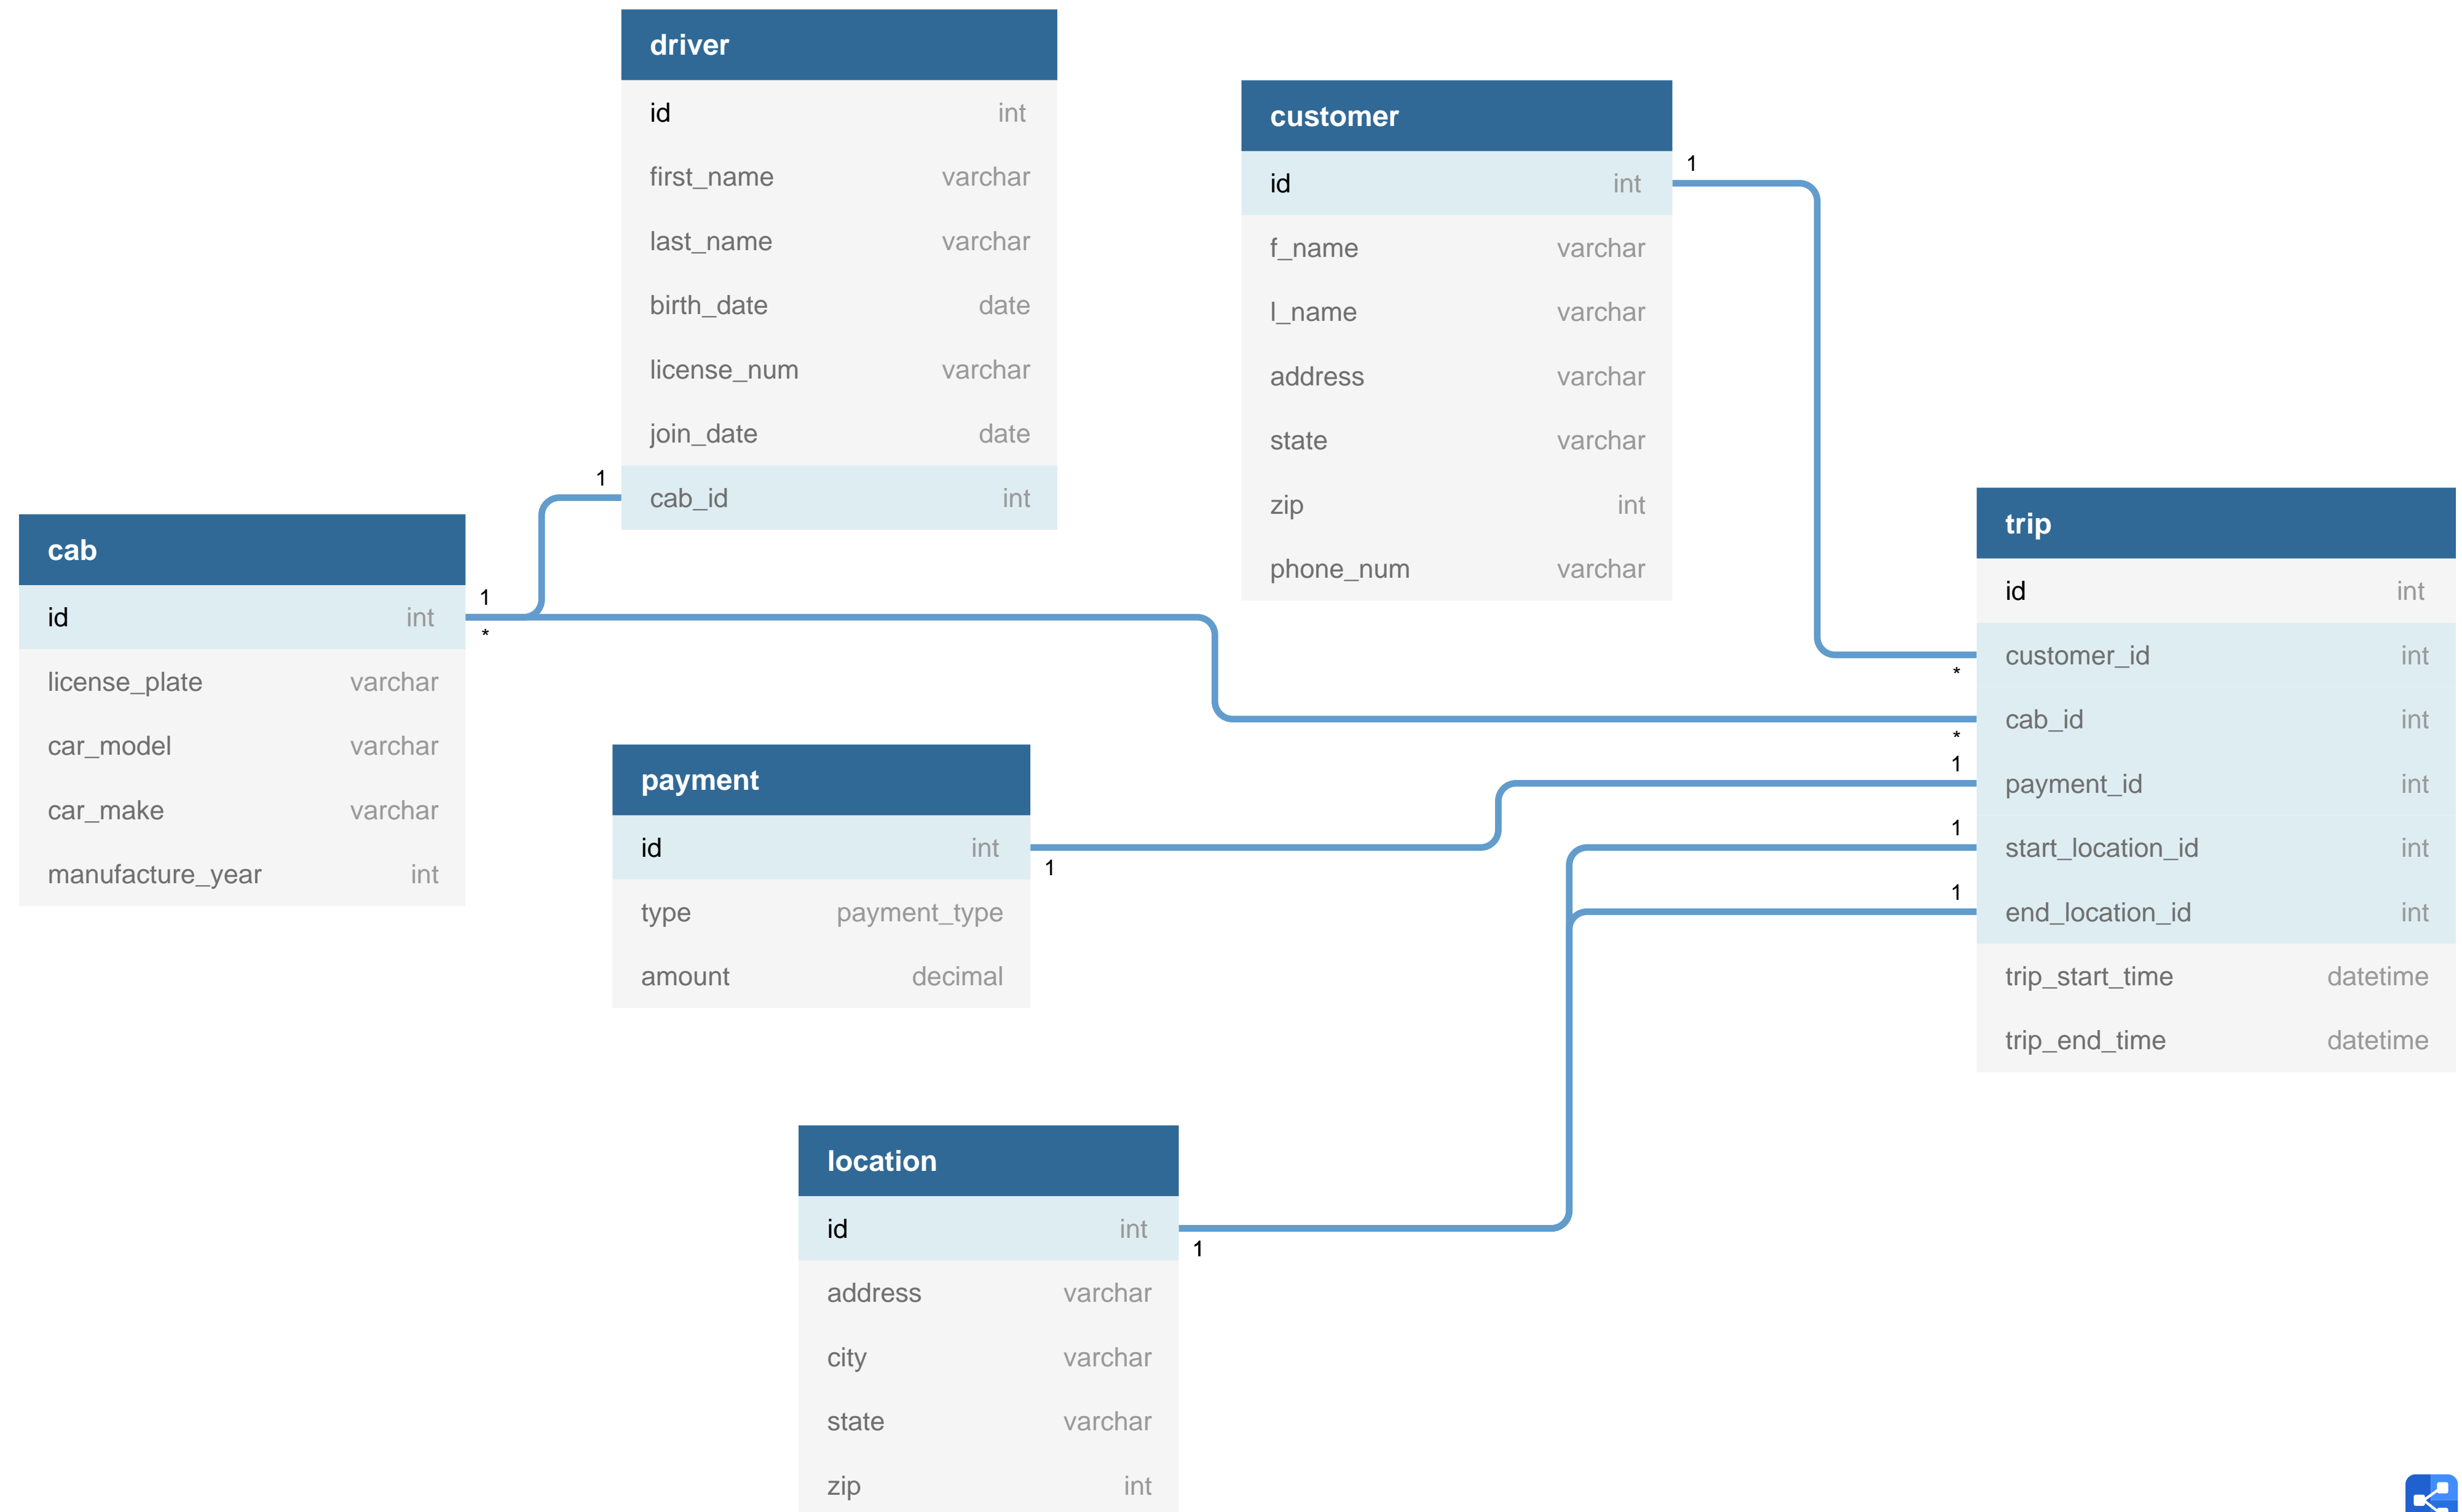 driver
id int
first_name varchar
last_name varchar
birth_date date
license_num varchar
join_date date
1
cab_id int
customer
id int
1
f_name varchar
l_name varchar
address varchar
state varchar
zip int
phone_num varchar
cab
id int
1
*
license_plate varchar
car_model varchar
car_make varchar
manufacture_year int
trip
id int
customer_id int
*
cab_id int
*
1
payment_id int
1
start_location_id int
1
end_location_id int
trip_start_time datetime
trip_end_time datetime
payment
id int
1
type payment_type
amount decimal
location
id int
1
address varchar
city varchar
state varchar
zip int